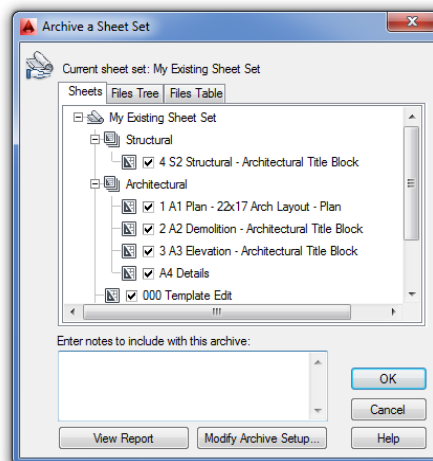 Archive a Sheet Set
Current sheet set: My Existing Sheet Set
Sheets Files Tree Files Table
My Existing Sheet Set
Structural
4 S2 Structural - Architectural Title Block
Architectural
1 A1 Plan - 22x17 Arch Layout - Plan
2 A2 Demolition - Architectural Title Block
3 A3 Elevation - Architectural Title Block
A4 Details
000 Template Edit
Enter notes to include with this archive:
OK
Cancel
View Report Modify Archive Setup... Help